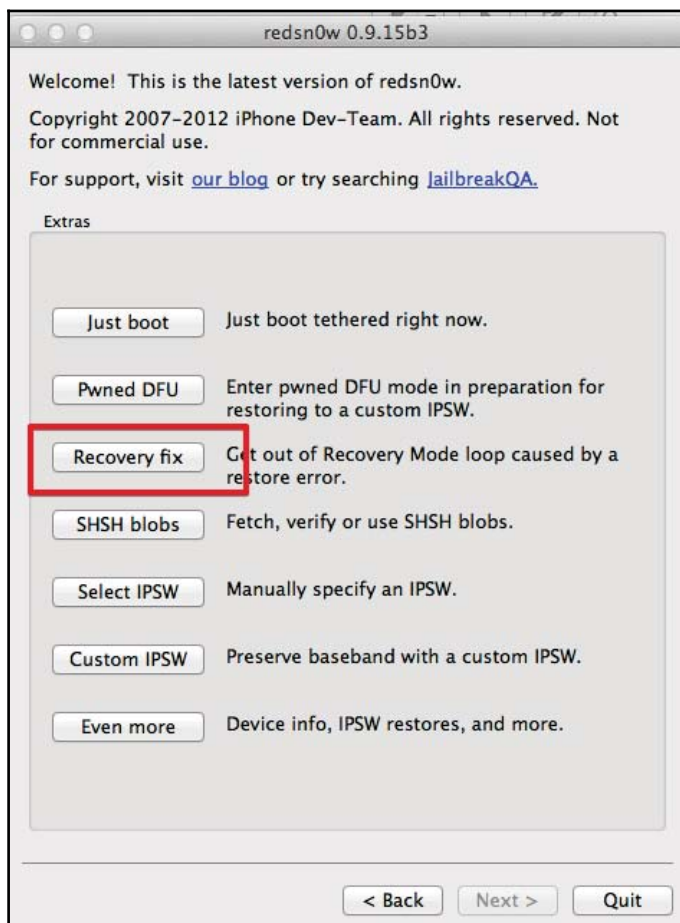 redsn0w 0.9.15b3
Welcome! This is the latest version of redsn0w.
Copyright 2007-2012 iPhone Dev-Team. All rights reserved. Not
for commercial use.
For support, visit our blog or try searching JailbreakQA.
Extras
Just boot Just boot tethered right now.
Pwned DFU Enter pwned DFU mode in preparation for
restoring to a custom IPSW.
Recovery fix Get out of Recovery Mode loop caused by a
restore error.
SHSH blobs Fetch, verify or use SHSH blobs.
Select IPSW Manually specify an IPSW.
Custom IPSW Preserve baseband with a custom IPSW.
Even more Device info, IPSW restores, and more.
< Back Next > Quit